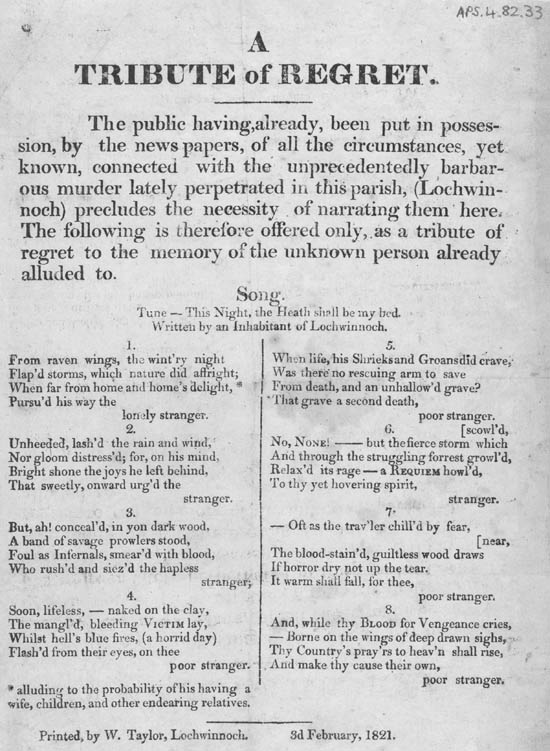 APS.4.82.33
A
TRIBUTE of REGRET.
The public having,already, been put in posses-
sion, by the news papers, of all the circumstances, yet
known, connected with the unprecedentedly barbar-
ous murder lately perpetrated in this parish, (Lochwin-
noch) precludes the necessity of narrating them here.
The following is therefore offered only, as a tribute of
regret to the memory of the unknown person already
alluded to.
Song.
Tune — This Night, the Heath shall be my bed.
Written by an Inhabitant of Lochwinnoch.
1.
From raven wings, the wint'ry night
Flap'd storms, which nature did affright;
When far from home and home's delight, *
Pursu'd his way the
lonely stranger.
2.
Unheeded, lash'd the rain and wind,
Nor gloom distress'd; for, on his mind,
Bright shone the joys he left behind,
That sweetly, onward urg'd the
stranger.
3.
But, ah! conceal'd, in yon dark wood,
A band of savage prowlers stood,
Foul as Infernals, smear'd with blood,
Who rush'd and siez'd the hapless
stranger;
4.
Soon, lifeless, — naked on the clay,
The mangl'd, bleeding VICTIM lay,
Whilst hell's blue fires, (a horrid day)
Flash'd from their eyes, on thee
poor stranger.
* alluding to the probability of his having a
wife, children, and other endearing relatives.
5.
When life, his Shrieks and Groans did crave,
Was there no rescuing arm to save
From death, and an unhallow'd grave?
That grave a second death,
poor stranger.
6. [scowl'd,
No, NONE! —— but the fierce storm which
And through the struggling forrest growl'd,
Relax'd its rage — a REQUIEM howl'd,
To thy yet hovering spirit,
stranger.
7.
— Oft as the trav'ler chill'd by fear,
[near,
The blood-stain'd, guiltless wood draws
If horror dry not up the tear.
It warm shall fall, for thee,
poor stranger.
8.
And, while thy BLOOD for Vengeance cries,
— Borne on the wings of deep drawn sighs,
Thy Country's pray'rs to heav'n shall rise,
And make thy cause their own,
poor stranger.
Printed, by W. Taylor, Lochwinnoch. 3d February, 1821.